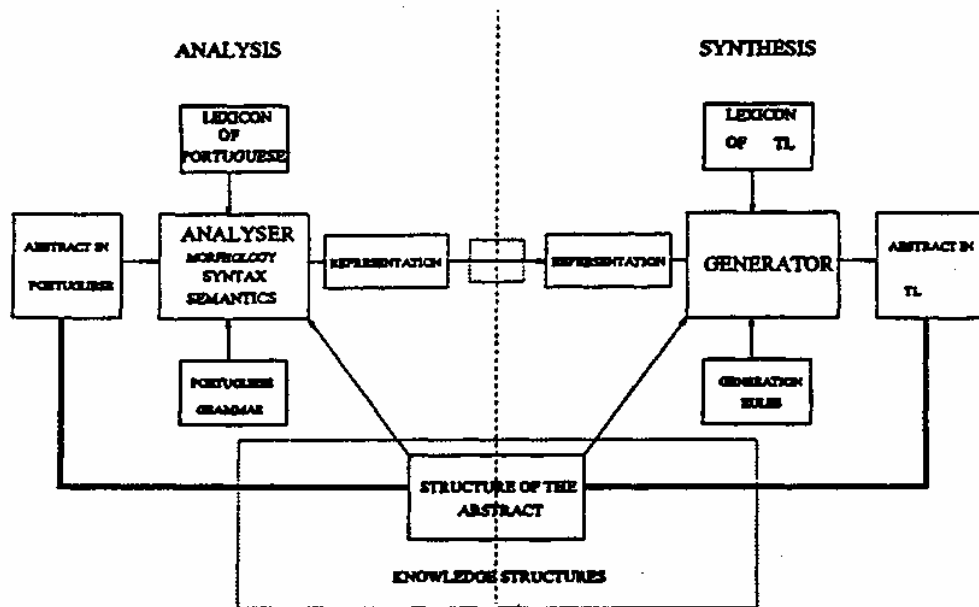 ANALYSIS
SYNTHESIS
LEXICON
OF
PORTUGUESE
LEXICON
OF TL
ABSTRACT IN
PORTUGUESE
ANALYSER
MORPHOLOGY
SYNTAX
SEMANTICS
REPRESENTATION
REPRESENTATION
GENERATOR
ABSTRACT IN
TL
PORTUGUESE
GRAMMAR
GENERATION
RULES
STRUCTURE OF THE
ABSTRACT
KNOWLEDGE STRUCTURES